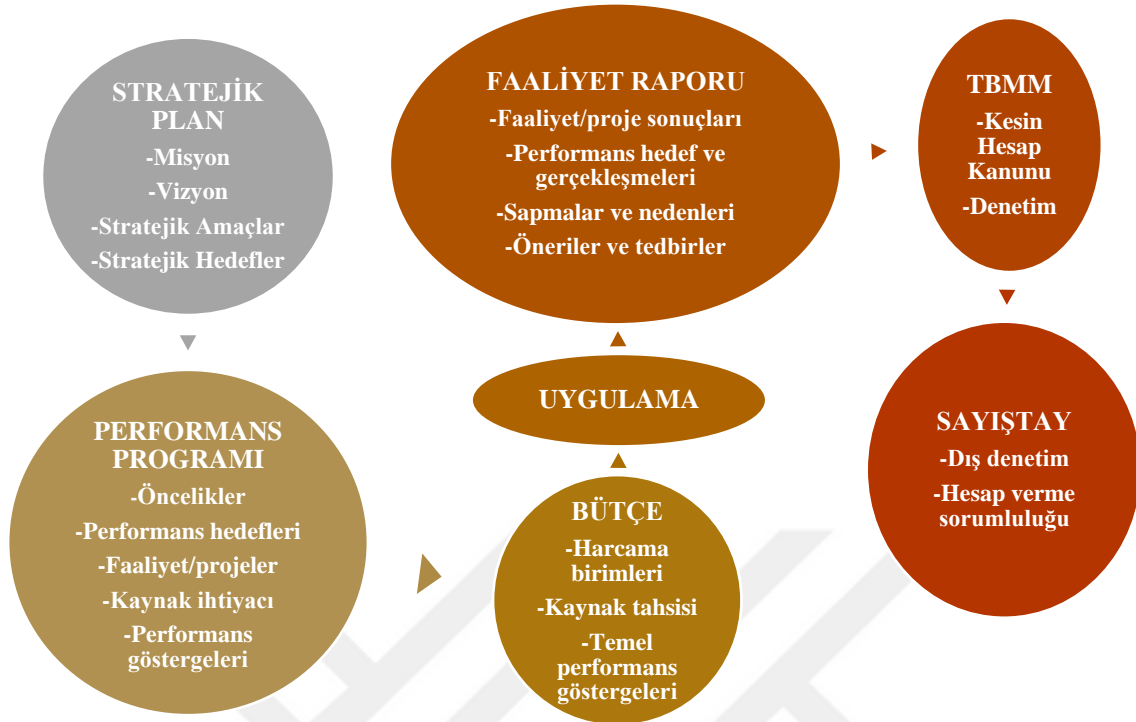 STRATEJİK
PLAN
-Misyon
-Vizyon
-Stratejik Amaçlar
-Stratejik Hedefler
PERFORMANS
PROGRAMI
-Öncelikler
-Performans hedefleri
-Faaliyet/projeler
-Kaynak ihtiyacı
-Performans
göstergeleri
BÜTÇE
-Harcama
birimleri
-Kaynak tahsisi
-Temel
performans
göstergeleri
UYGULAMA
FAALİYET RAPORU
-Faaliyet/proje sonuçları
-Performans hedef ve
gerçekleşmeleri
-Sapmalar ve nedenleri
-Öneriler ve tedbirler
TBMM
-Kesin
Hesap
Kanunu
-Denetim
SAYIŞTAY
-Dış denetim
-Hesap verme
sorumluluğu